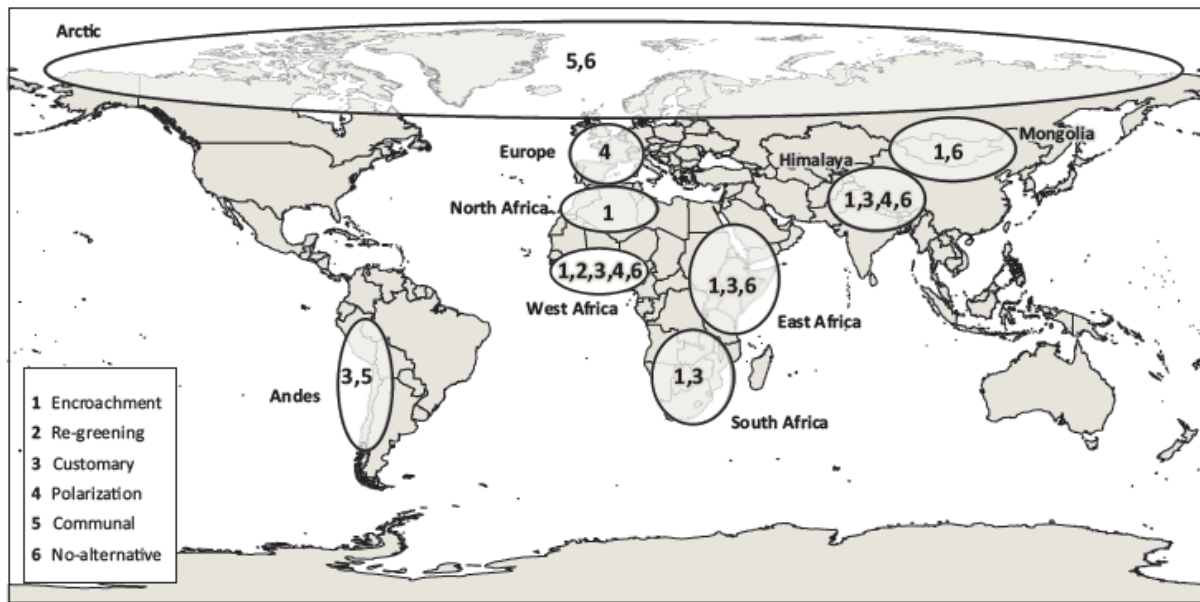 Arctic
5,6
Mongolia
Europe
4
1,6
Himalaya
North Africa
1
1,3,4,6
1,2,3,4,6
1,3,6
West Africa
East Africa
3,5
1,3
Andes
South Africa
1 Encroachment
2 Re-greening
3 Customary
4 Polarization
5 Communal
6 No-alternative